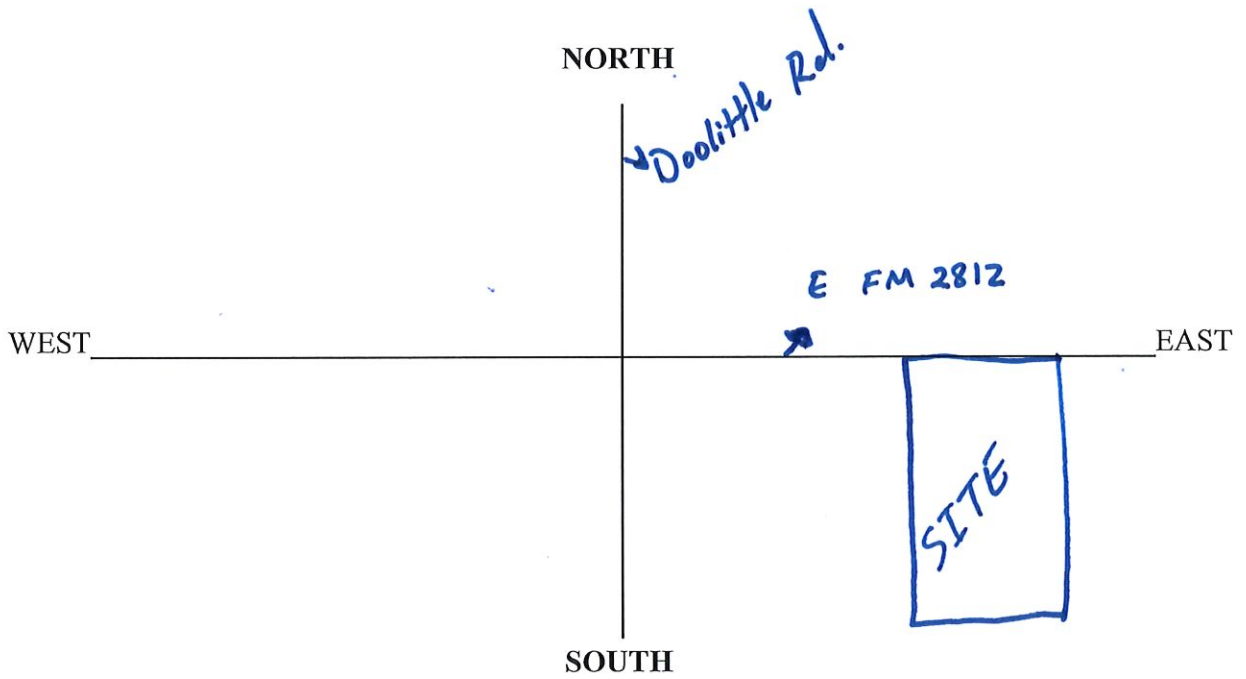 NORTH
Doolittle Rd.
E FM 2812
WEST
EAST
SITE
SOUTH